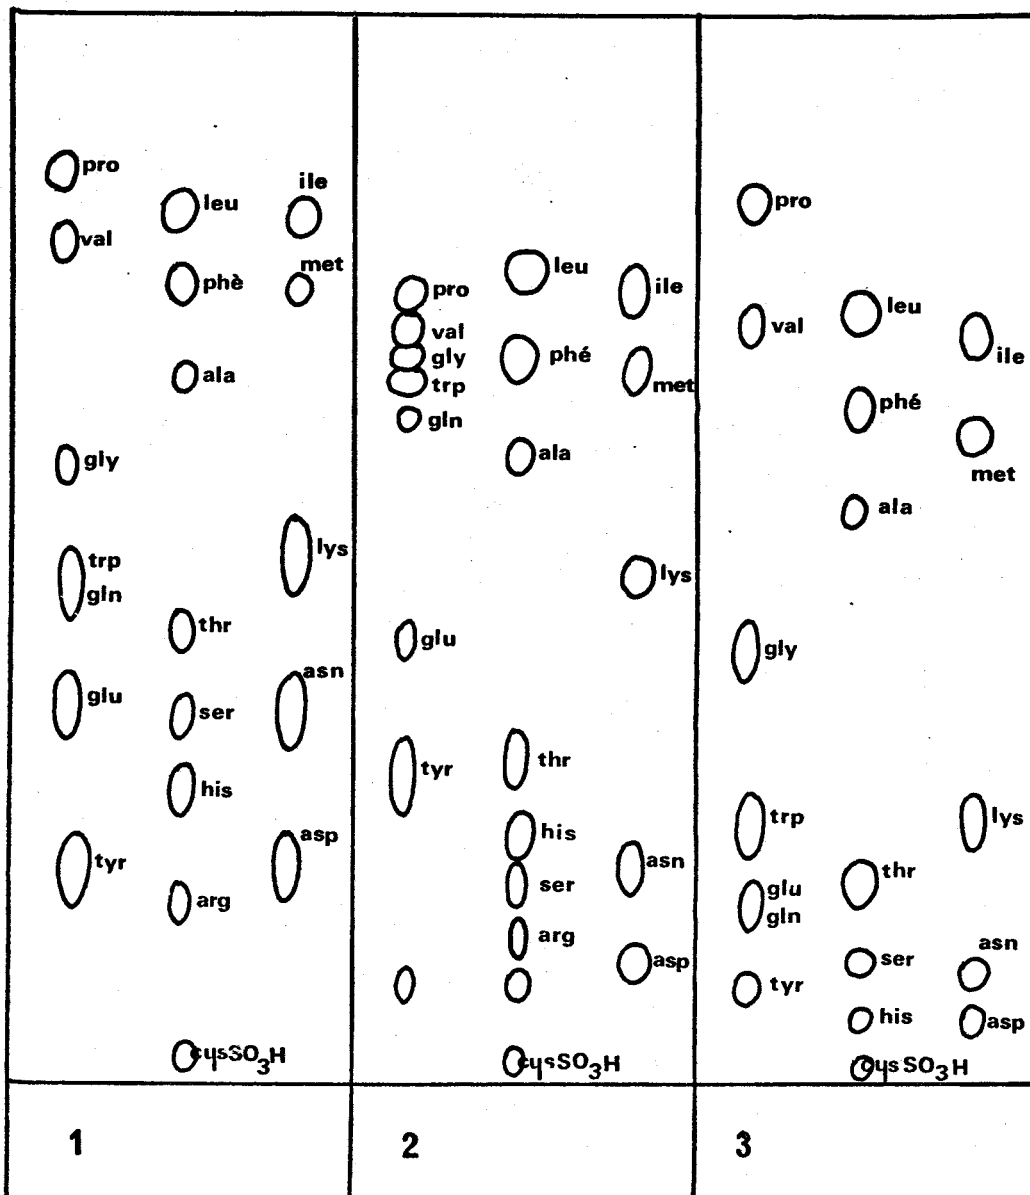 pro
val
gly
trp
gln
glu
tyr
leu
phè
ala
thr
ser
his
arg
cysSO3H
ile
met
lys
asn
asp
1
pro
val
gly
trp
gln
glu
tyr
leu
phé
ala
thr
his
ser
arg
cysSO3H
ile
met
lys
asn
asp
2
pro
val
gly
trp
glu
gln
tyr
leu
phé
ala
thr
ser
his
cysSO3H
ile
met
lys
asn
asp
3